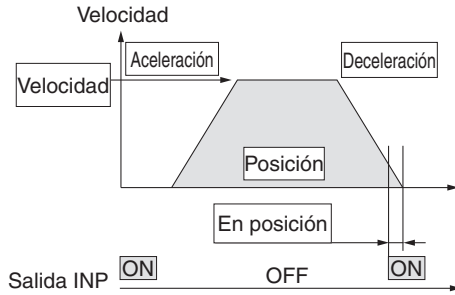 Velocidad
Aceleración
Deceleración
Velocidad
Posición
En posición
Salida INP
ON
OFF
ON